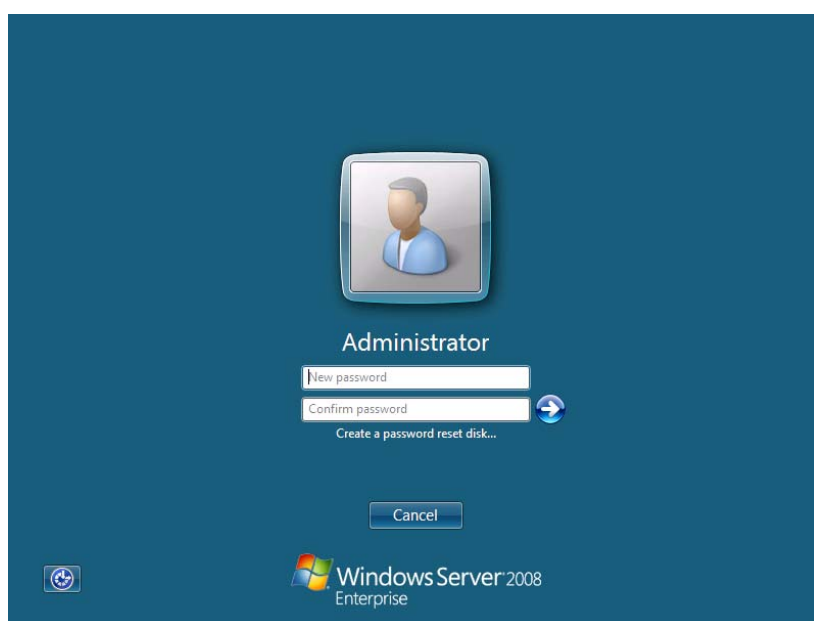 Administrator
New password
Confirm password
Create a password reset disk...
Cancel
Windows Server 2008
Enterprise